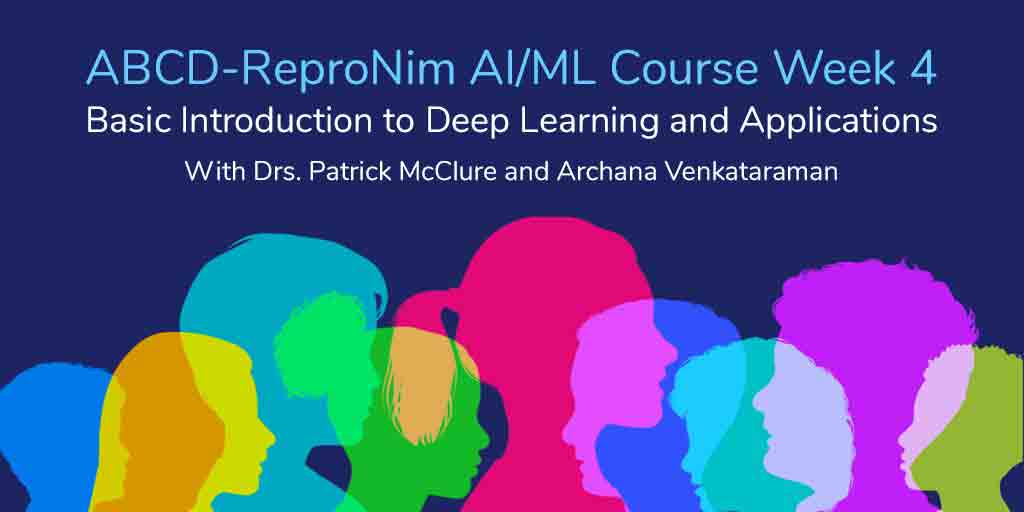 ABCD-ReproNim AI/ML Course Week 4
Basic Introduction to Deep Learning and Applications
With Drs. Patrick McClure and Archana Venkataraman